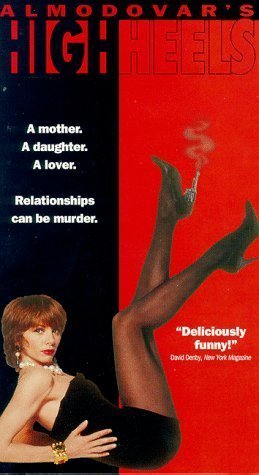 ALMODOVAR'S
HIGH HEELS
A mother.
A daughter.
A lover.
Relationships
can be murder.
"Deliciously
funny!"
David Denby, New York Magazine